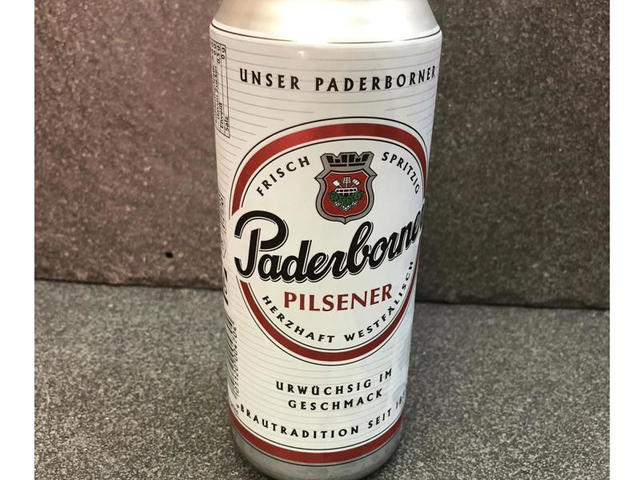 UNSER PADERBORNER
FRISCH SPRITZIG
Paderborner
PILSENER
HERZHAFT WESTFÄLISCH
URWÜCHSIG IM
GESCHMACK
BRAUTRADITION SEIT